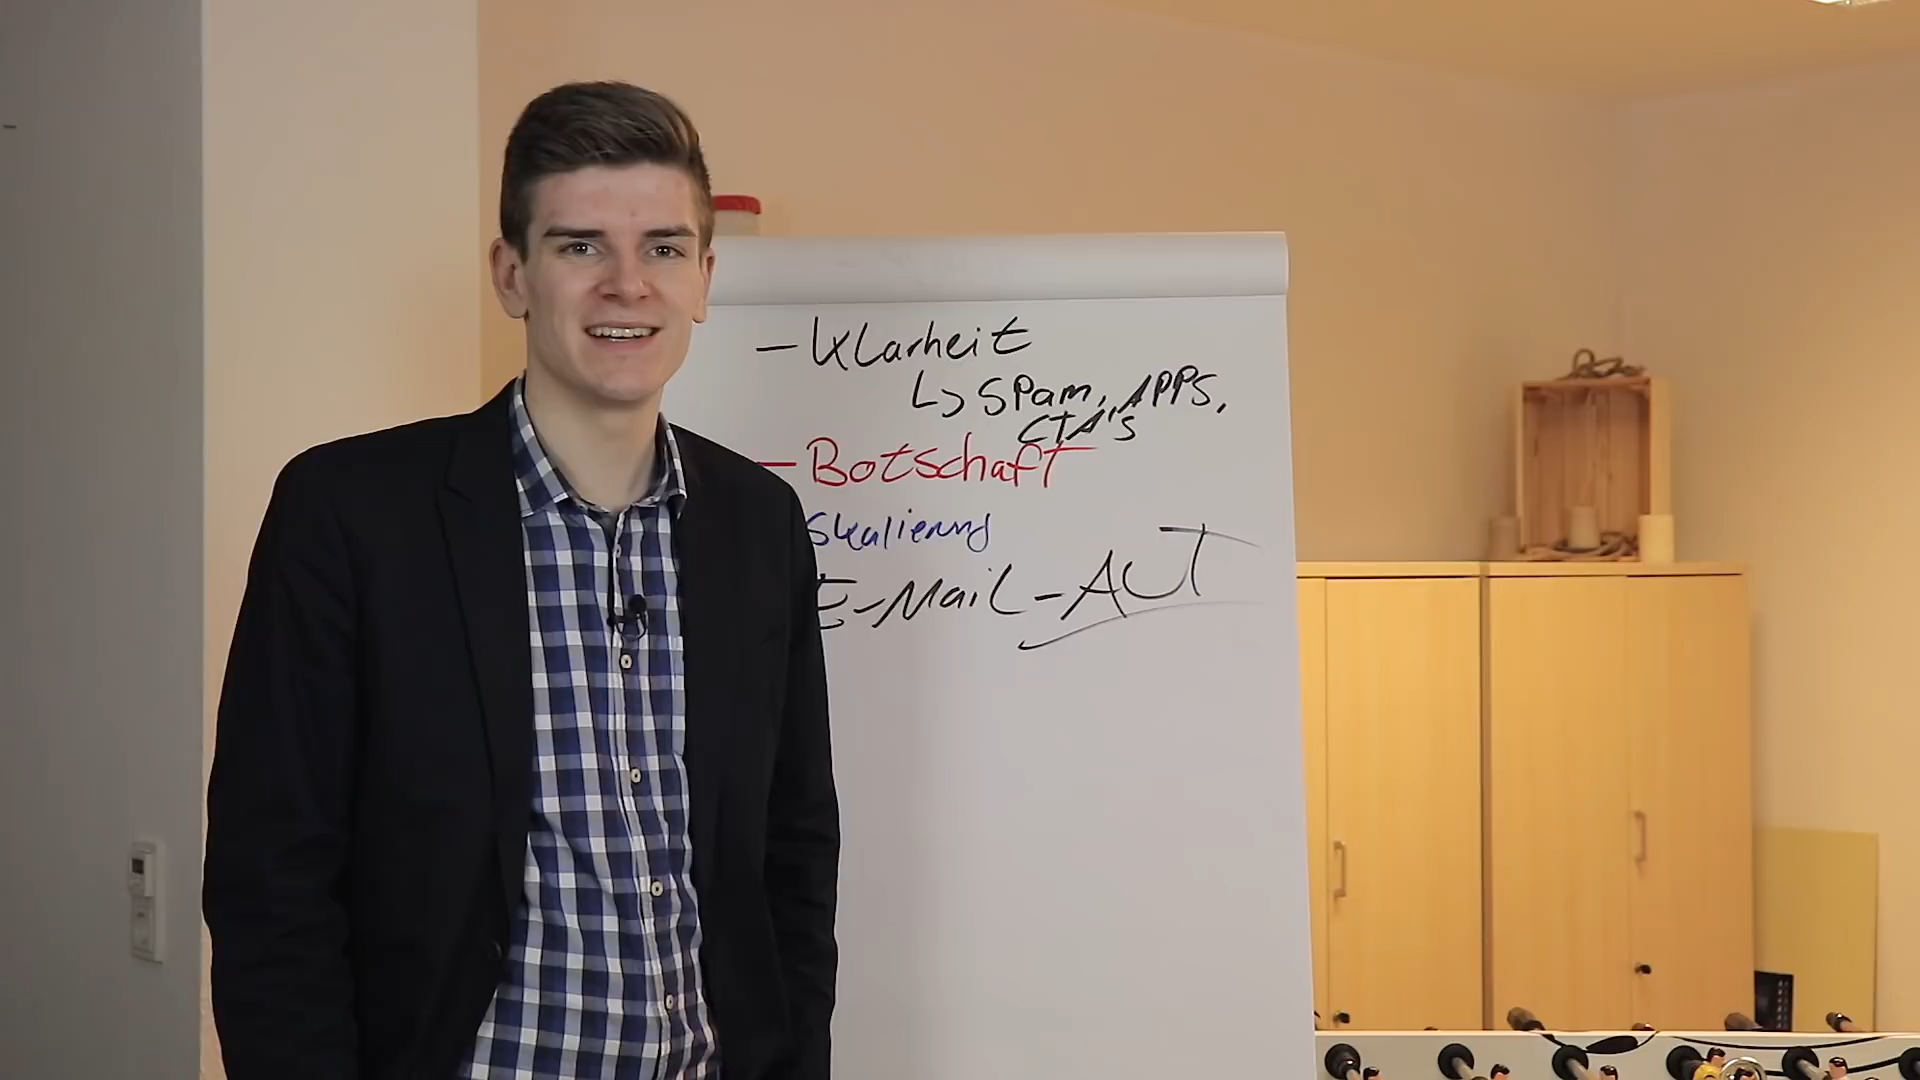 - Klarheit
↳ Spam, APPS,
CTA's
- Botschaft
Skalierung
E-Mail-AUT